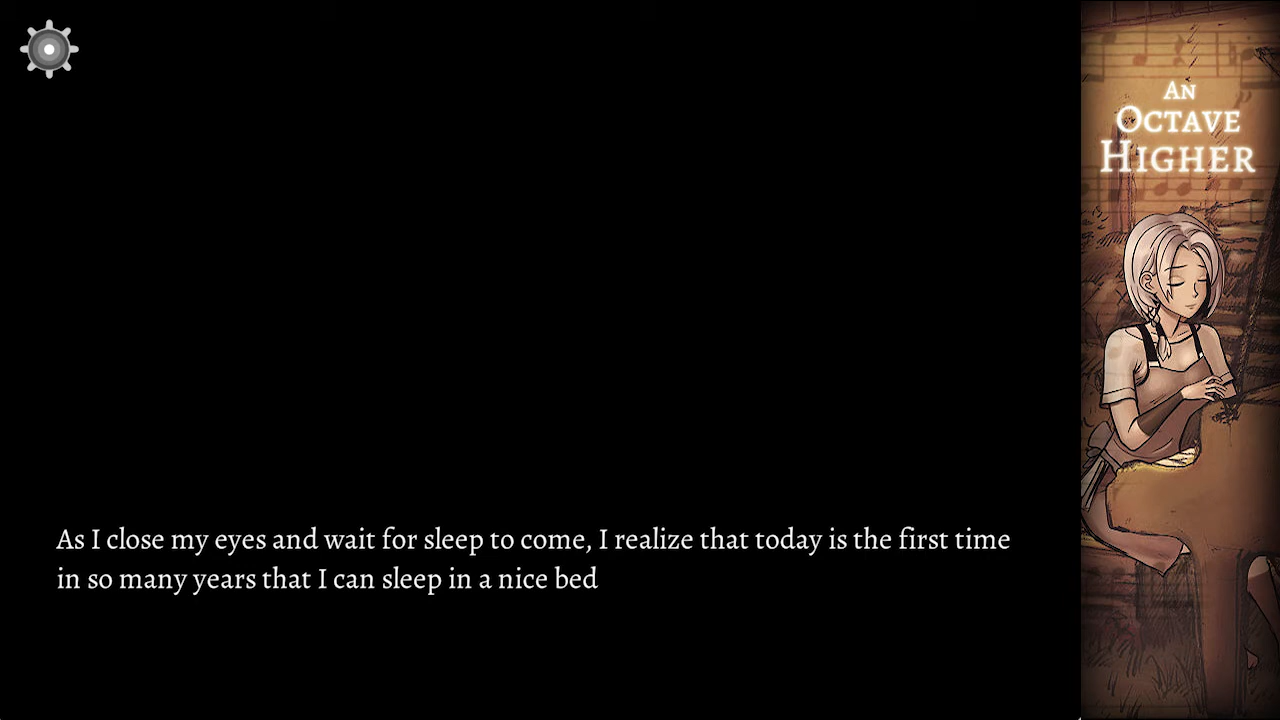 An
Octave
Higher
As I close my eyes and wait for sleep to come, I realize that today is the first time
in so many years that I can sleep in a nice bed